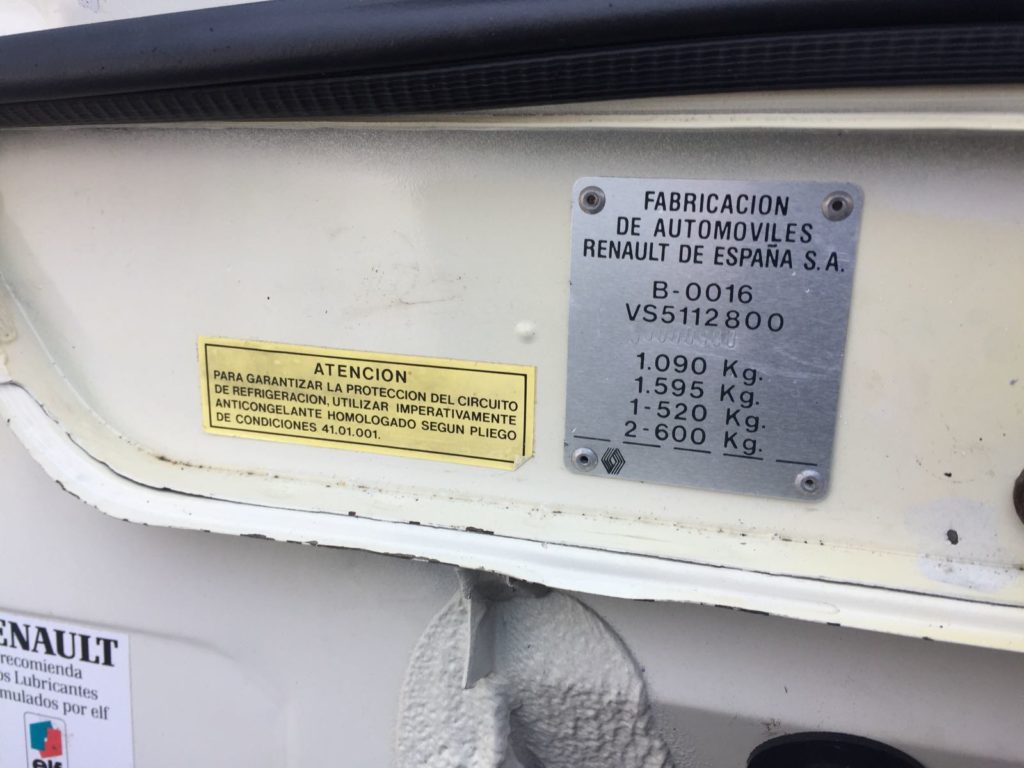 FABRICACION
DE AUTOMOVILES
RENAULT DE ESPAÑA S.A.
B-0016
VS5112800
1.090 Kg.
1.595 Kg.
1-520 Kg.
2-600 Kg.
ATENCION
PARA GARANTIZAR LA PROTECCION DEL CIRCUITO
DE REFRIGERACION, UTILIZAR IMPERATIVAMENTE
ANTICONGELANTE HOMOLOGADO SEGUN PLIEGO
DE CONDICIONES 41.01.001.
ENAULT
recomienda
os Lubricantes
mulados por elf
elf